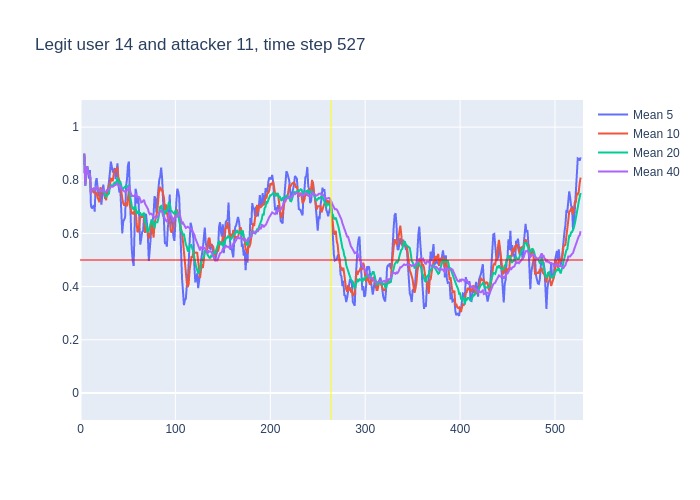 Legit user 14 and attacker 11, time step 527
Mean 5
Mean 10
Mean 20
Mean 40
1
0.8
0.6
0.4
0.2
0
0 100 200 300 400 500